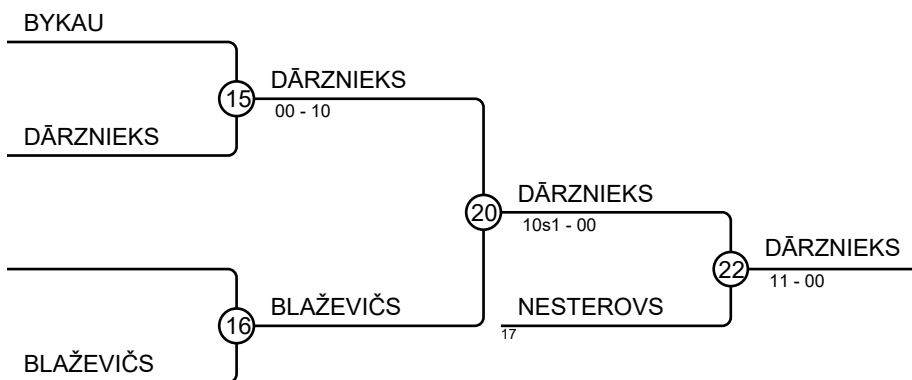 BYKAU
15
DĀRZNIEKS
00 - 10
DĀRZNIEKS
20
DĀRZNIEKS
10s1 - 00
22
DĀRZNIEKS
11 - 00
16
BLAŽEVIČS
NESTEROVS
17
BLAŽEVIČS